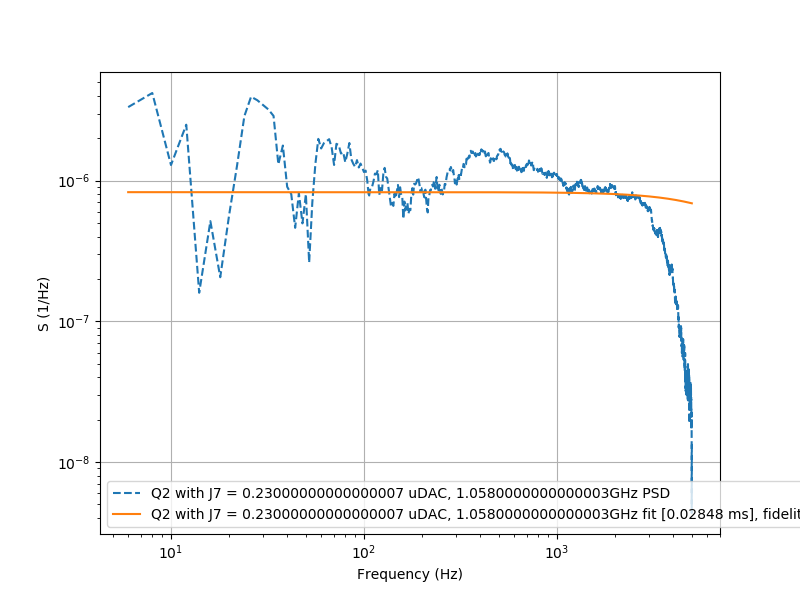 S (1/Hz)
10⁻⁶
10⁻⁷
10⁻⁸
Q2 with J7 = 0.23000000000000007 uDAC, 1.0580000000000003GHz PSD
Q2 with J7 = 0.23000000000000007 uDAC, 1.0580000000000003GHz fit [0.02848 ms], fidelit
10¹ 10² 10³
Frequency (Hz)